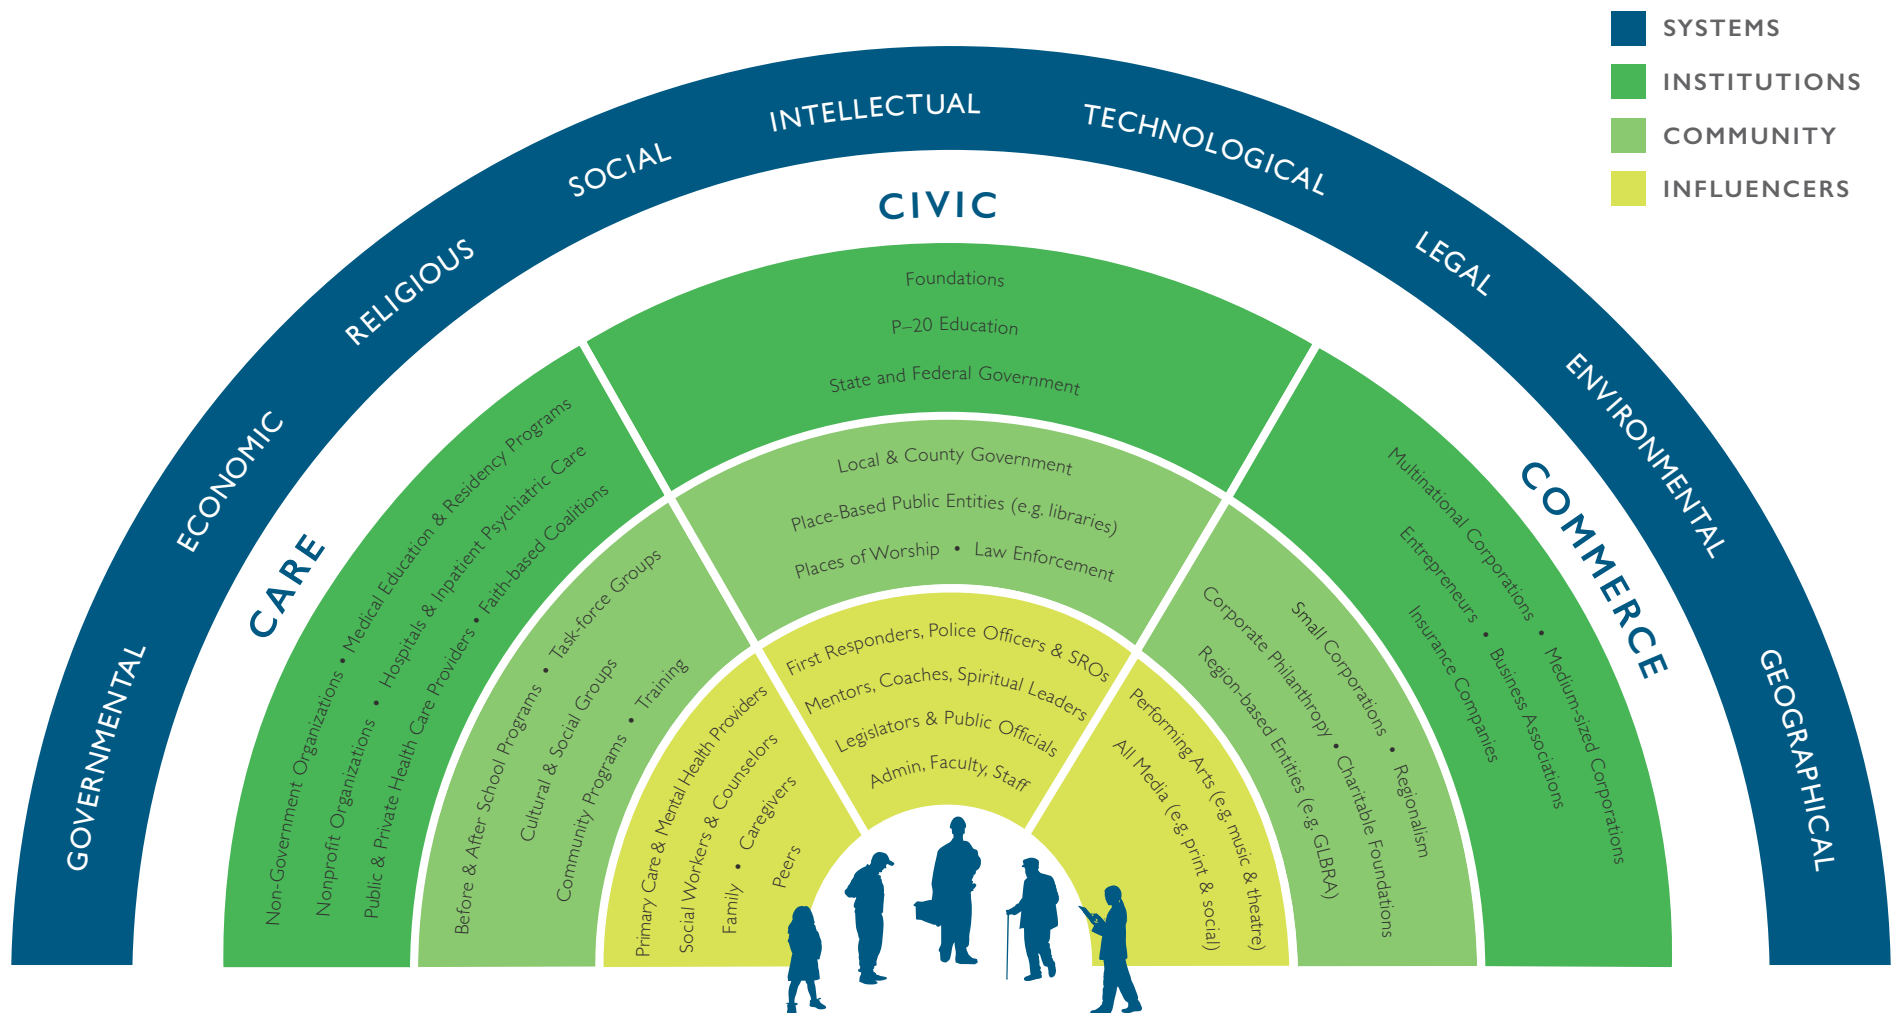 SYSTEMS
INSTITUTIONS
COMMUNITY
INFLUENCERS
GOVERNMENTAL
ECONOMIC
RELIGIOUS
SOCIAL
INTELLECTUAL
TECHNOLOGICAL
LEGAL
ENVIRONMENTAL
GEOGRAPHICAL
CARE
Non-Government Organizations • Medical Education & Residency Programs
Nonprofit Organizations • Hospitals & Inpatient Psychiatric Care
Public & Private Health Care Providers • Faith-based Coalitions
Before & After School Programs • Task-force Groups
Cultural & Social Groups
Community Programs • Training
Primary Care & Mental Health Providers
Social Workers & Counselors
Family • Caregivers
Peers
CIVIC
Foundations
P–20 Education
State and Federal Government
Local & County Government
Place-Based Public Entities (e.g. libraries)
Places of Worship • Law Enforcement
First Responders, Police Officers & SROs
Mentors, Coaches, Spiritual Leaders
Legislators & Public Officials
Admin, Faculty, Staff
COMMERCE
Multinational Corporations • Medium-sized Corporations
Entrepreneurs • Business Associations
Insurance Companies
Small Corporations • Regionalism
Corporate Philanthropy • Charitable Foundations
Region-based Entities (e.g. GLBRA)
Performing Arts (e.g. music & theatre)
All Media (e.g. print & social)